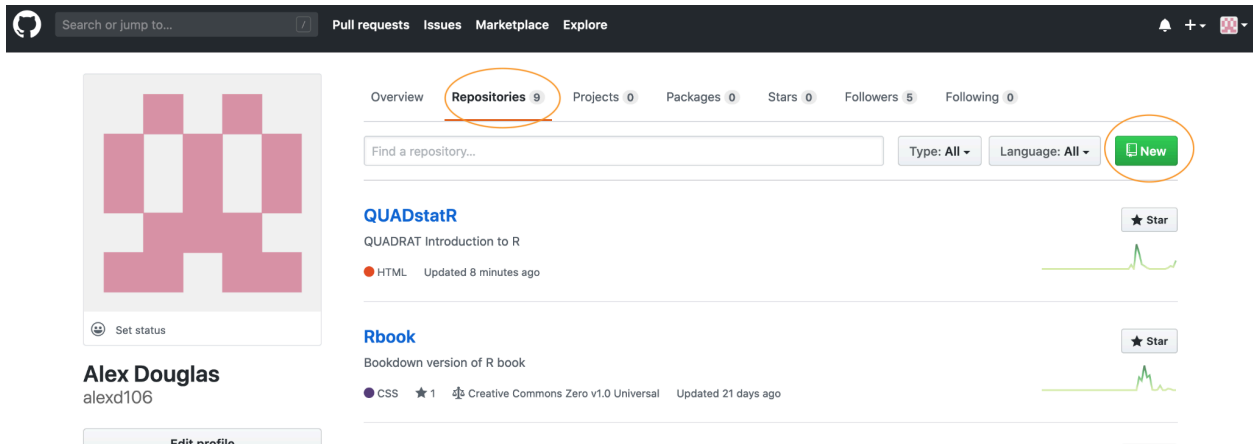 Search or jump to... /
Pull requests Issues Marketplace Explore
Overview Repositories 9 Projects 0 Packages 0 Stars 0 Followers 5 Following 0
Find a repository... Type: All Language: All New
QUADstatR
Star
QUADRAT Introduction to R
HTML Updated 8 minutes ago
Rbook
Star
Bookdown version of R book
CSS 1 Creative Commons Zero v1.0 Universal Updated 21 days ago
Set status
Alex Douglas
alexd106
Edit profile